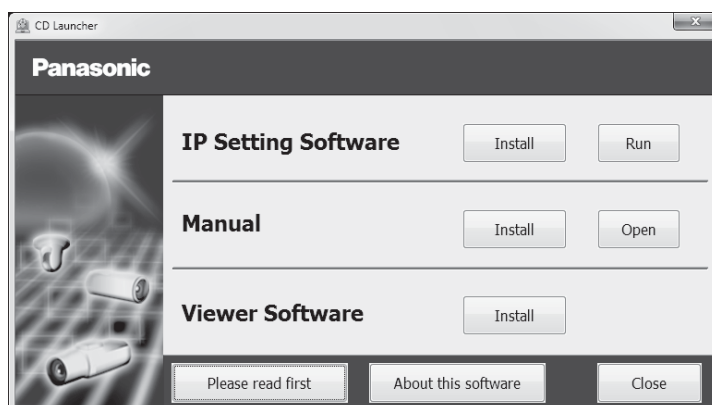 CD Launcher
Panasonic
IP Setting Software Install Run
Manual Install Open
Viewer Software Install
Please read first About this software Close